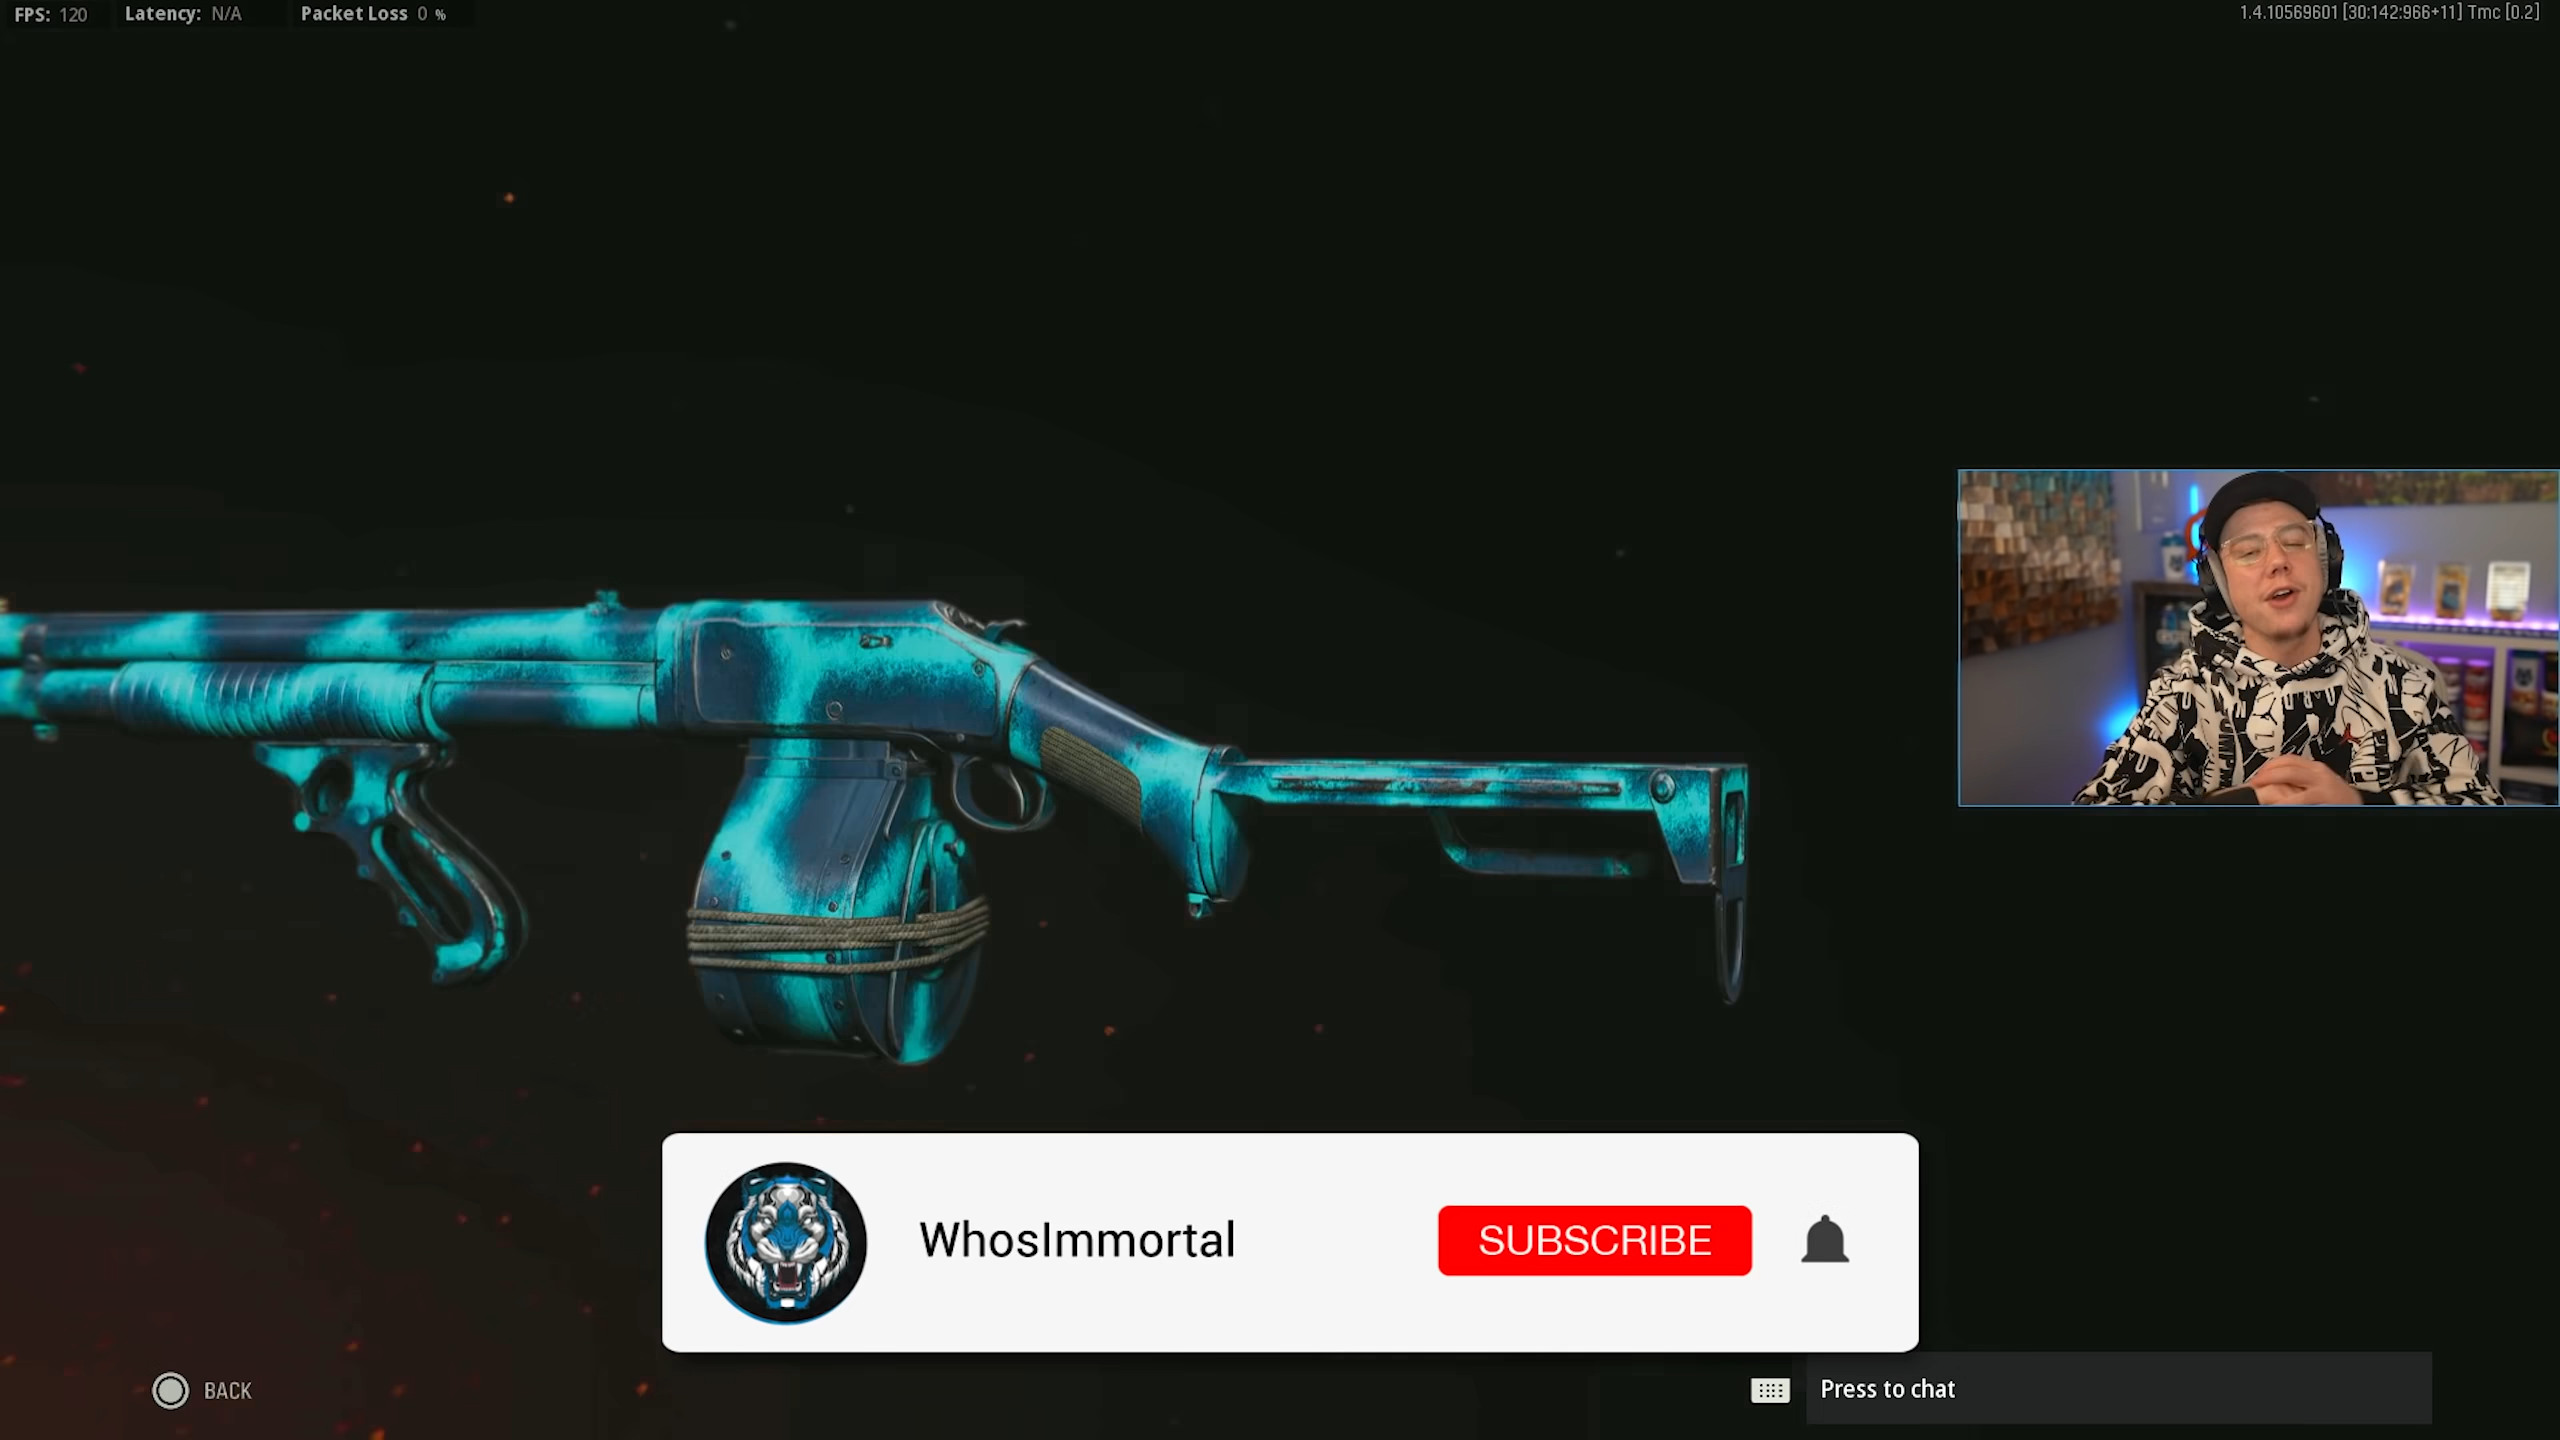 FPS: 120 Latency: N/A Packet Loss 0 %
1.4.10569601 [30:142:966+11] Tmc [0.2]
WhosImmortal
SUBSCRIBE
BACK
Press to chat